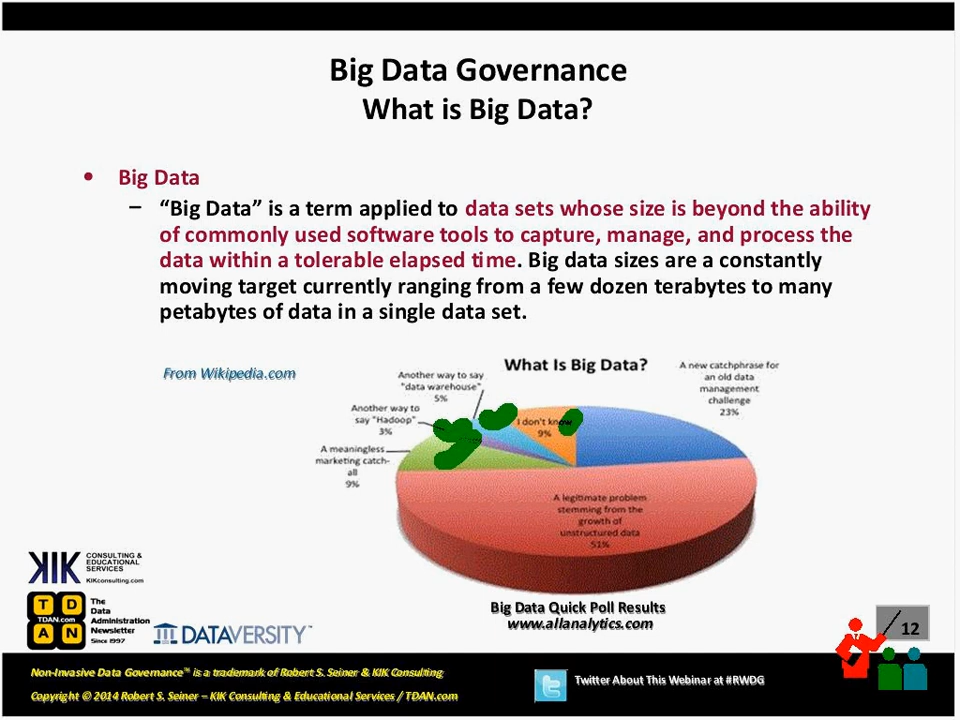 Big Data Governance
What is Big Data?
• Big Data
– “Big Data” is a term applied to data sets whose size is beyond the ability
of commonly used software tools to capture, manage, and process the
data within a tolerable elapsed time. Big data sizes are a constantly
moving target currently ranging from a few dozen terabytes to many
petabytes of data in a single data set.
From Wikipedia.com
What Is Big Data?
A new catchphrase for
an old data
management
challenge
23%
Another way to say
"data warehouse"
5%
Another way to
say "Hadoop"
3%
A meaningless
marketing catch-
all
9%
I don't know
9%
A legitimate problem
stemming from the
growth of
unstructured data
51%
Big Data Quick Poll Results
www.allanalytics.com
KIK
CONSULTING &
EDUCATIONAL
SERVICES
KIKconsulting.com
T D
TDAN.com
A N
The
Data
Administration
Newsletter
Since 1997
DATAVERSITY™
12
Non-Invasive Data Governance™ is a trademark of Robert S. Seiner & KIK Consulting
Copyright © 2014 Robert S. Seiner – KIK Consulting & Educational Services / TDAN.com
Twitter About This Webinar at #RWDG